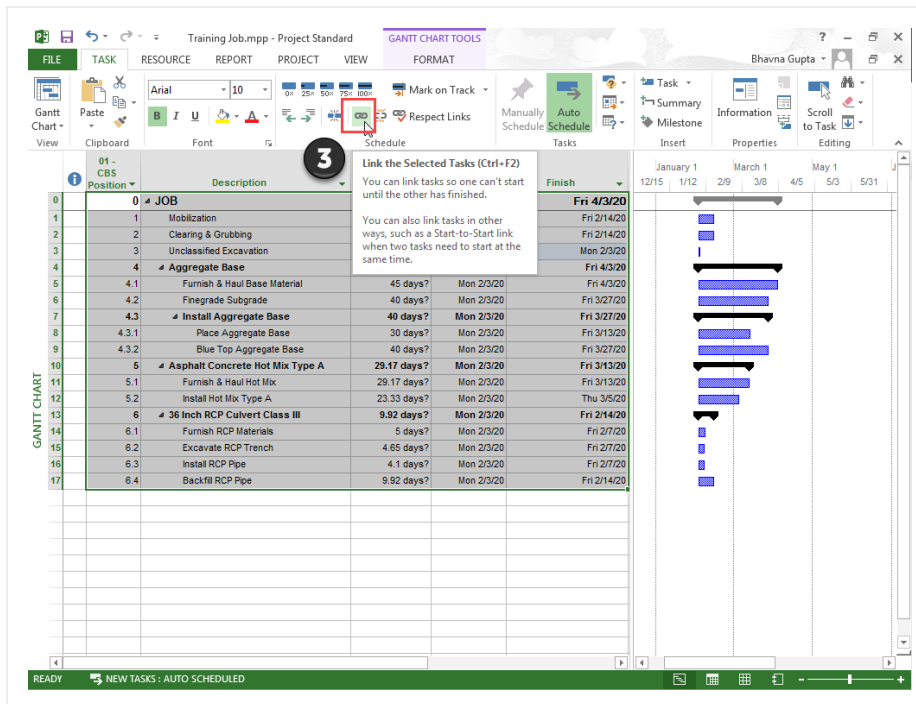 Training Job.mpp - Project Standard GANTT CHART TOOLS ?
FILE TASK RESOURCE REPORT PROJECT VIEW FORMAT Bhavna Gupta
Arial 10 0× 25× 50× 75× 100× Mark on Track Task
Gantt Chart Paste B I U A Respect Links Manually Schedule Auto Schedule Summary Milestone Information Scroll to Task
View Clipboard Font Schedule Tasks Insert Properties Editing
3
Link the Selected Tasks (Ctrl+F2)
You can link tasks so one can't start
until the other has finished.
You can also link tasks in other
ways, such as a Start-to-Start link
when two tasks need to start at the
same time.
01 -
CBS
Position Description Finish
January 1 March 1 May 1 J
12/15 1/12 2/9 3/8 4/5 5/3 5/31
0 0 JOB Fri 4/3/20
1 1 Mobilization Fri 2/14/20
2 2 Clearing & Grubbing Fri 2/14/20
3 3 Unclassified Excavation Mon 2/3/20
4 4 Aggregate Base Fri 4/3/20
5 4.1 Furnish & Haul Base Material 45 days? Mon 2/3/20 Fri 4/3/20
6 4.2 Finegrade Subgrade 40 days? Mon 2/3/20 Fri 3/27/20
7 4.3 Install Aggregate Base 40 days? Mon 2/3/20 Fri 3/27/20
8 4.3.1 Place Aggregate Base 30 days? Mon 2/3/20 Fri 3/13/20
9 4.3.2 Blue Top Aggregate Base 40 days? Mon 2/3/20 Fri 3/27/20
10 5 Asphalt Concrete Hot Mix Type A 29.17 days? Mon 2/3/20 Fri 3/13/20
11 5.1 Furnish & Haul Hot Mix 29.17 days? Mon 2/3/20 Fri 3/13/20
12 5.2 Install Hot Mix Type A 23.33 days? Mon 2/3/20 Thu 3/5/20
13 6 36 Inch RCP Culvert Class III 9.92 days? Mon 2/3/20 Fri 2/14/20
14 6.1 Furnish RCP Materials 5 days? Mon 2/3/20 Fri 2/7/20
15 6.2 Excavate RCP Trench 4.65 days? Mon 2/3/20 Fri 2/7/20
16 6.3 Install RCP Pipe 4.1 days? Mon 2/3/20 Fri 2/7/20
17 6.4 Backfill RCP Pipe 9.92 days? Mon 2/3/20 Fri 2/14/20
GANTT CHART
READY NEW TASKS : AUTO SCHEDULED